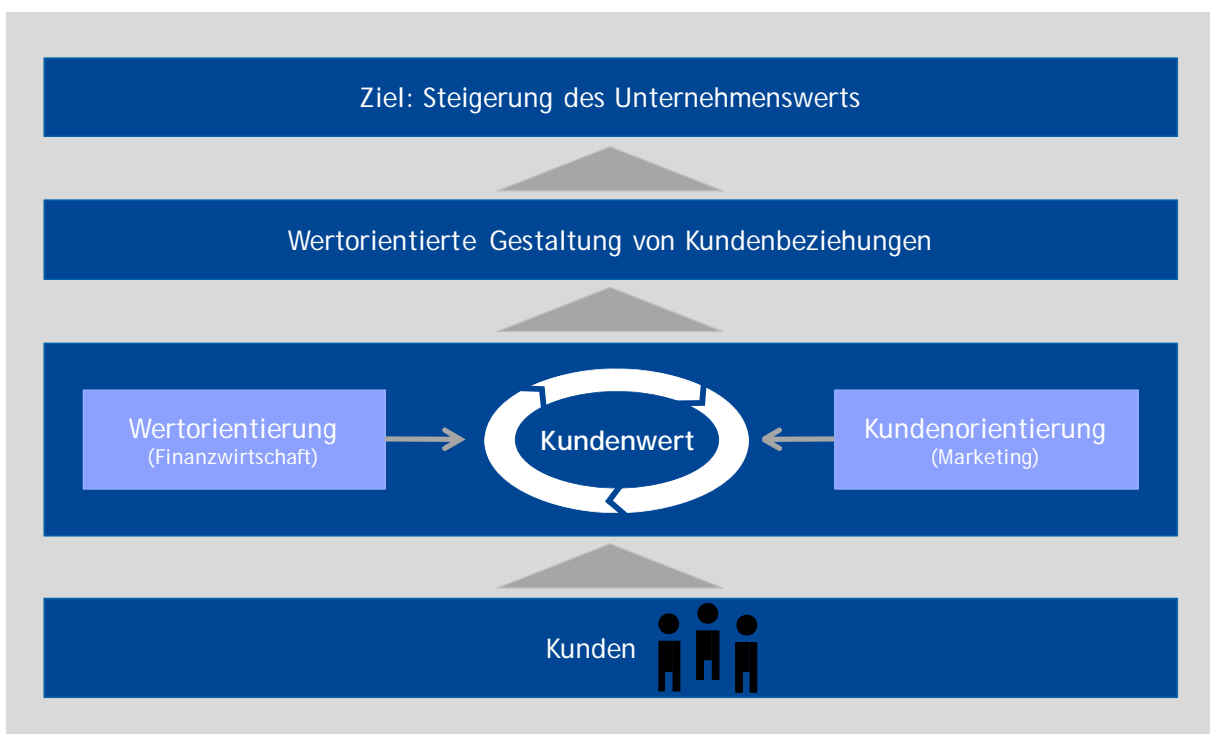 Ziel: Steigerung des Unternehmenswerts
Wertorientierte Gestaltung von Kundenbeziehungen
Wertorientierung
(Finanzwirtschaft)
Kundenwert
Kundenorientierung
(Marketing)
Kunden